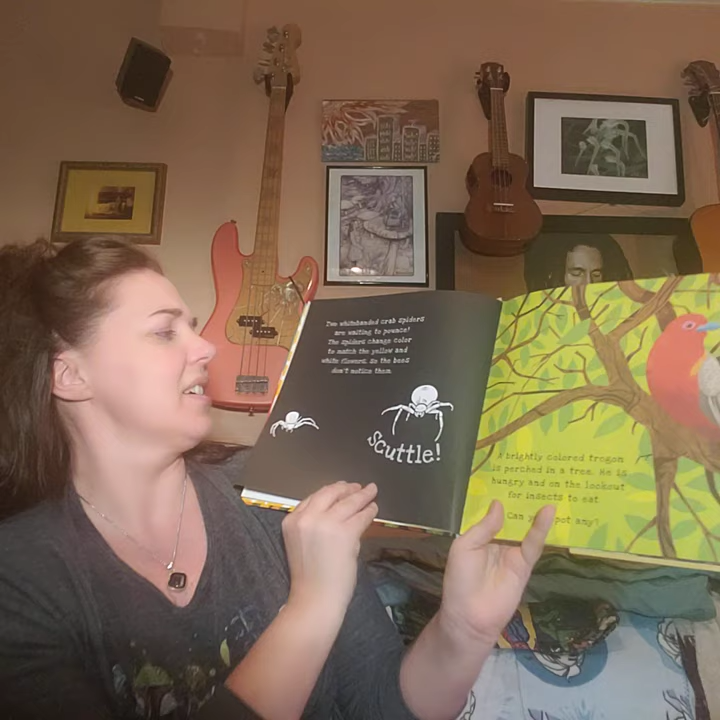 Two whitebanded crab spiders
are waiting to pounce!
The spiders change color
to match the yellow and
white flowers. So the bees
don't notice them.
Scuttle!
A brightly colored trogon
is perched in a tree. He is
hungry and on the lookout
for insects to eat
Can you spot any?